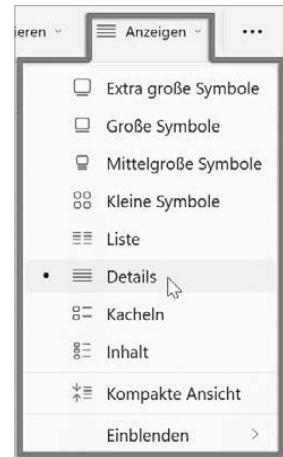 ieren Anzeigen
Extra große Symbole
Große Symbole
Mittelgroße Symbole
Kleine Symbole
Liste
Details
Kacheln
Inhalt
Kompakte Ansicht
Einblenden